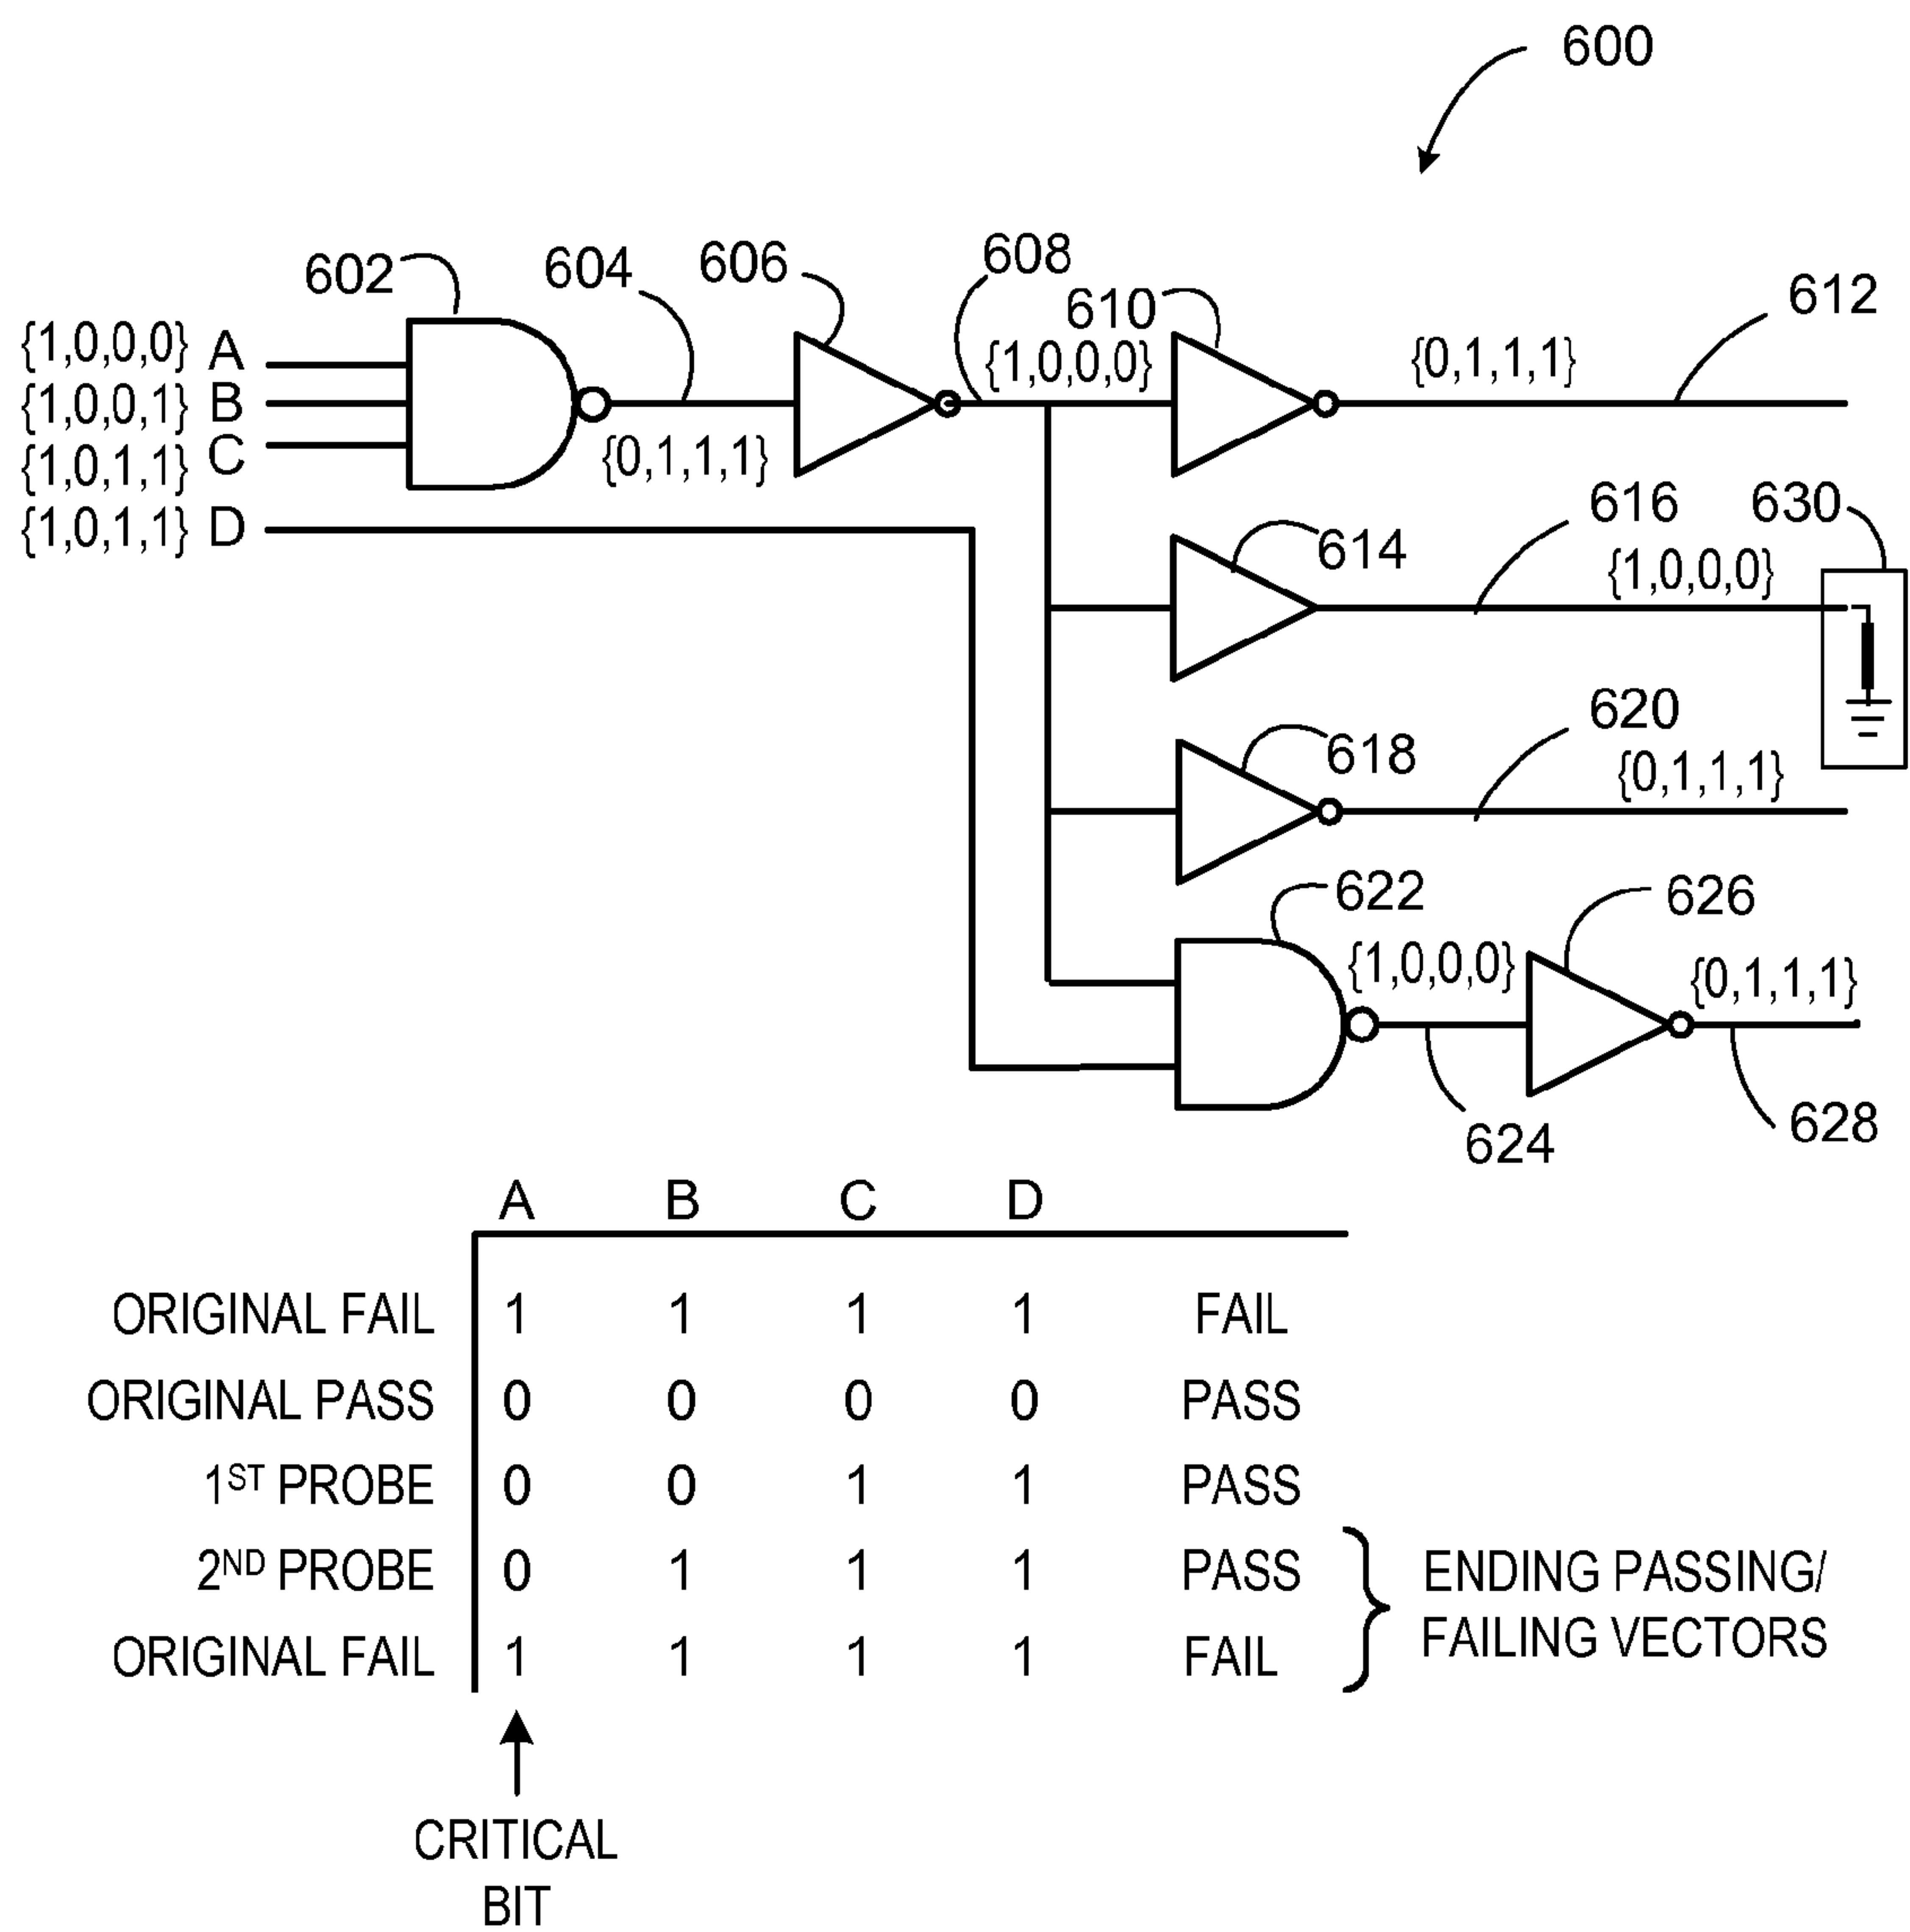 600
602
604
606
608
610
612
{1,0,0,0} A
{1,0,0,1} B
{1,0,1,1} C
{1,0,1,1} D
{0,1,1,1}
{1,0,0,0}
{0,1,1,1}
614
616
630
{1,0,0,0}
618
620
{0,1,1,1}
622
{1,0,0,0}
626
{0,1,1,1}
624
628
A B C D
ORIGINAL FAIL 1 1 1 1 FAIL
ORIGINAL PASS 0 0 0 0 PASS
1ST PROBE 0 0 1 1 PASS
2ND PROBE 0 1 1 1 PASS
ORIGINAL FAIL 1 1 1 1 FAIL
ENDING PASSING/
FAILING VECTORS
CRITICAL
BIT